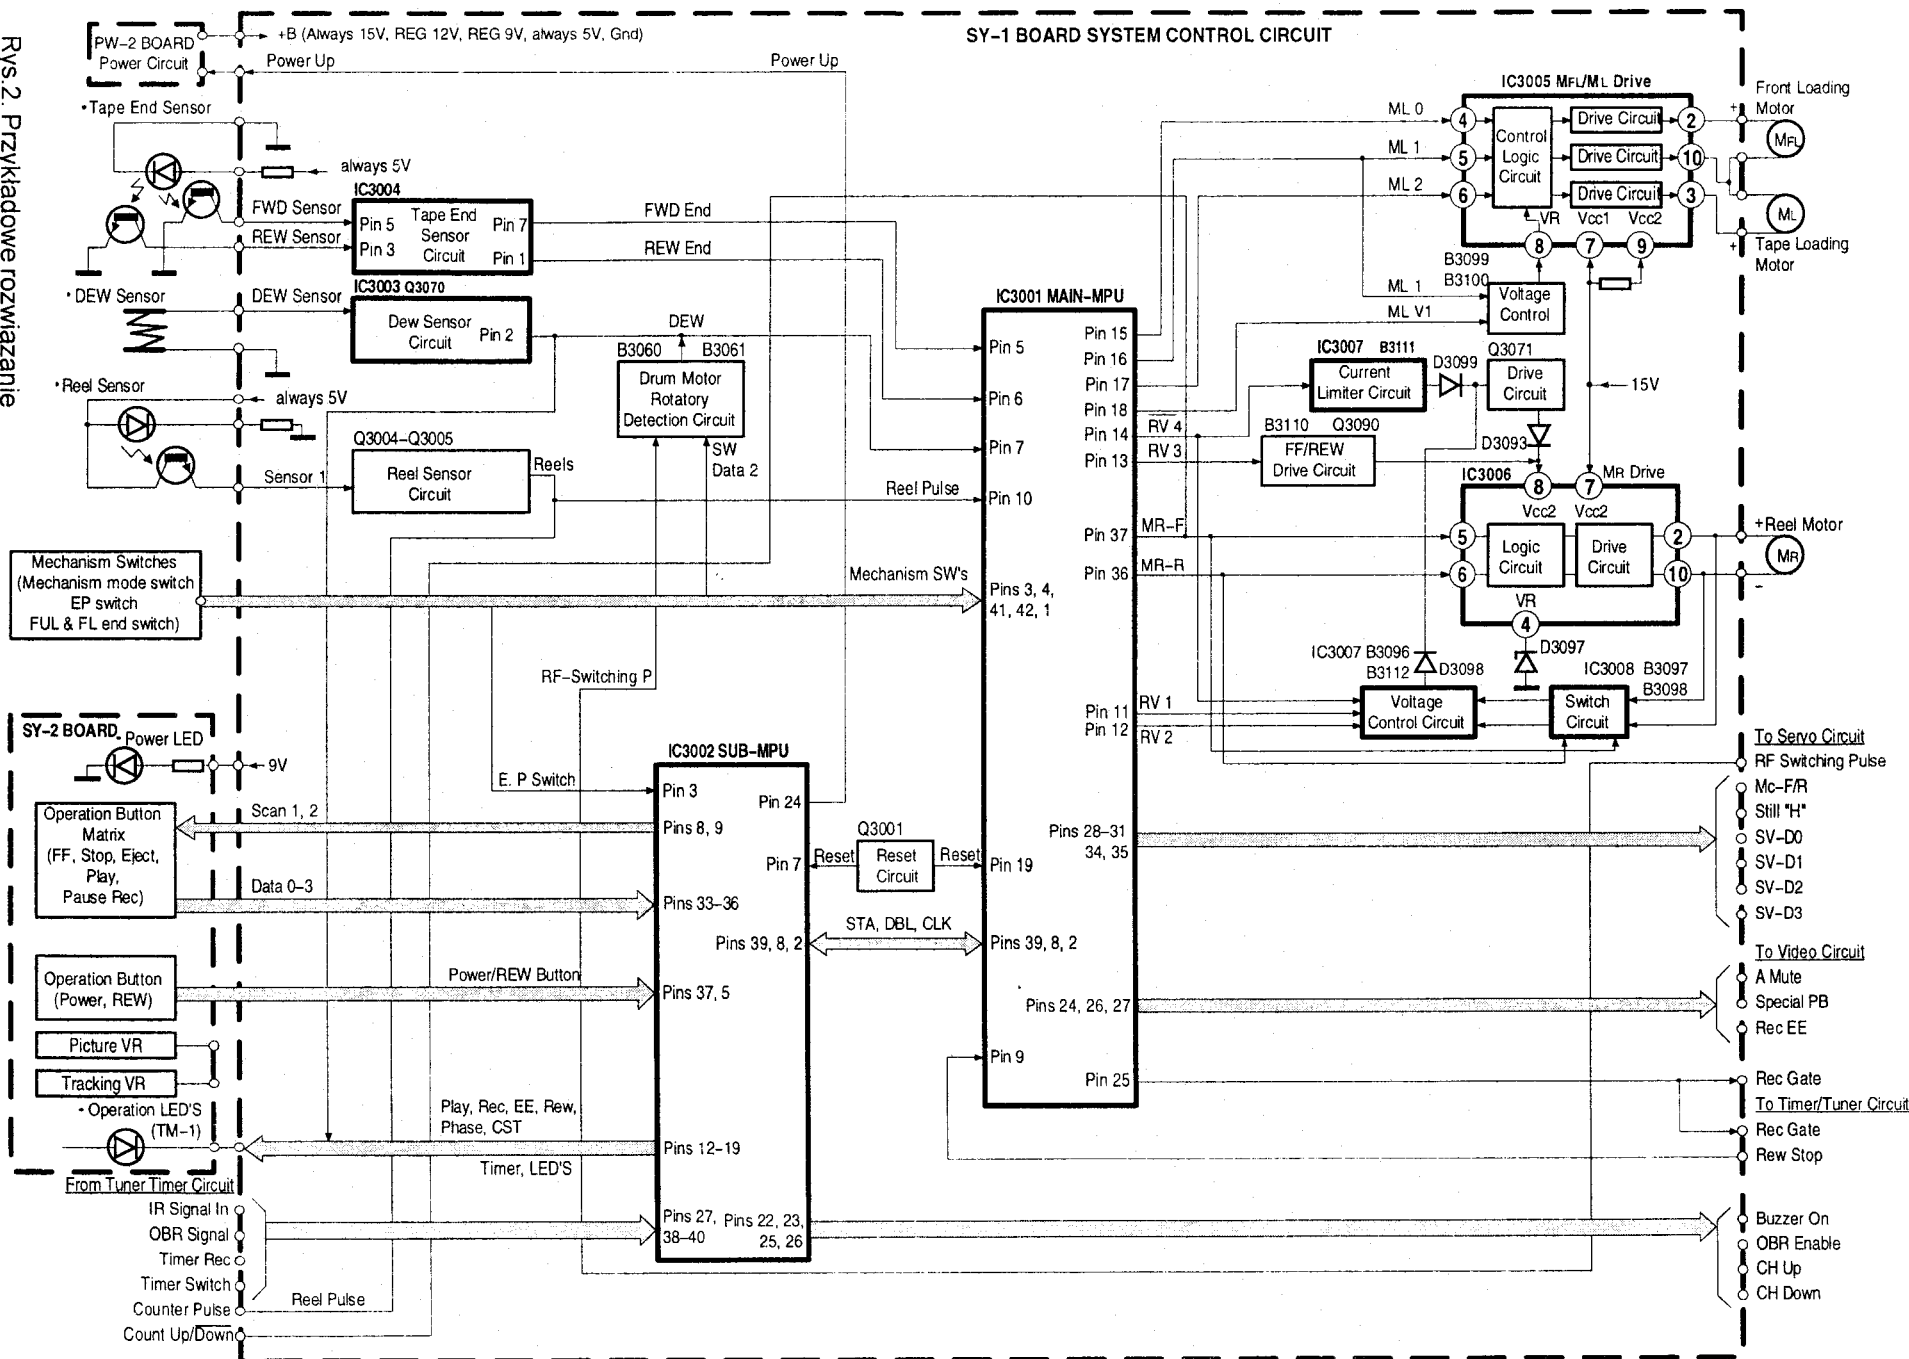 Rys.2. Przykładowe rozwiązanie
SY-1 BOARD SYSTEM CONTROL CIRCUIT
PW-2 BOARD
Power Circuit
+B (Always 15V, REG 12V, REG 9V, always 5V, Gnd)
Power Up
Power Up
•Tape End Sensor
always 5V
FWD Sensor
REW Sensor
IC3004
Pin 5
Pin 3
Tape End
Sensor
Circuit
Pin 7
Pin 1
FWD End
REW End
•DEW Sensor
DEW Sensor
IC3003 Q3070
Dew Sensor
Circuit
Pin 2
DEW
B3060 B3061
Drum Motor
Rotatory
Detection Circuit
SW
Data 2
•Reel Sensor
always 5V
Sensor 1
Q3004-Q3005
Reel Sensor
Circuit
Reels
Reel Pulse
Mechanism Switches
(Mechanism mode switch
EP switch
FUL & FL end switch)
Mechanism SW's
RF-Switching P
E. P Switch
SY-2 BOARD
•Power LED
9V
Operation Button
Matrix
(FF, Stop, Eject,
Play,
Pause Rec)
Scan 1, 2
Data 0-3
Operation Button
(Power, REW)
Power/REW Button
Picture VR
Tracking VR
•Operation LED'S
(TM-1)
Play, Rec, EE, Rew,
Phase, CST
Timer, LED'S
From Tuner Timer Circuit
IR Signal In
OBR Signal
Timer Rec
Timer Switch
Counter Pulse
Count Up/Down
Reel Pulse
IC3002 SUB-MPU
Pin 3
Pin 24
Pins 8, 9
Pin 7
Pins 33-36
Pins 39, 8, 2
Pins 37, 5
Pins 12-19
Pins 27,
38-40
Pins 22, 23,
25, 26
Q3001
Reset
Reset
Circuit
Reset
STA, DBL, CLK
IC3001 MAIN-MPU
Pin 5
Pin 6
Pin 7
Pin 10
Pins 3, 4,
41, 42, 1
Pin 19
Pins 39, 8, 2
Pin 9
Pin 15
Pin 16
Pin 17
Pin 18
Pin 14
Pin 13
Pin 37
Pin 36
Pin 11
Pin 12
Pins 28-31
34, 35
Pins 24, 26, 27
Pin 25
RV 4
RV 3
MR-F
MR-R
RV 1
RV 2
ML 0
ML 1
ML 2
ML 1
ML V1
IC3005 MFL/ML Drive
4
5
6
Control
Logic
Circuit
Drive Circuit
Drive Circuit
Drive Circuit
2
10
3
VR
Vcc1
Vcc2
8
7
9
Front Loading
Motor
+
MFL
ML
+
Tape Loading
Motor
B3099
B3100
Voltage
Control
IC3007 B3111
Current
Limiter Circuit
D3099
Q3071
Drive
Circuit
15V
B3110 Q3090
FF/REW
Drive Circuit
D3093
IC3006
MR Drive
8
7
Vcc2
Vcc2
5
6
Logic
Circuit
Drive
Circuit
2
10
VR
4
+Reel Motor
MR
-
IC3007 B3096
B3112
D3098
D3097
Voltage
Control Circuit
IC3008 B3097
B3098
Switch
Circuit
To Servo Circuit
RF Switching Pulse
Mc-F/R
Still "H"
SV-D0
SV-D1
SV-D2
SV-D3
To Video Circuit
A Mute
Special PB
Rec EE
Rec Gate
To Timer/Tuner Circuit
Rec Gate
Rew Stop
Buzzer On
OBR Enable
CH Up
CH Down